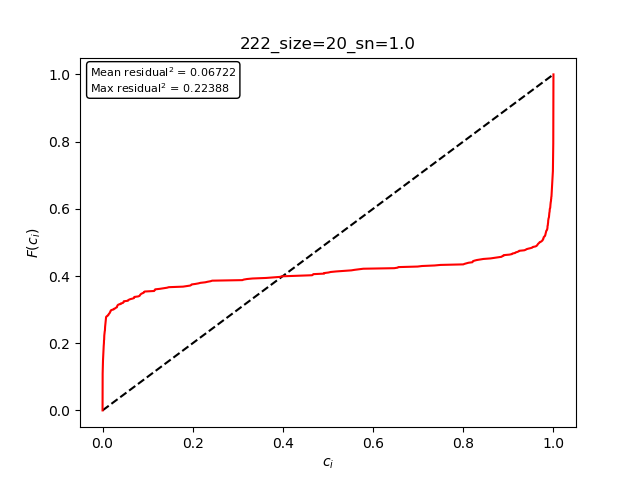 222_size=20_sn=1.0
Mean residual² = 0.06722
Max residual² = 0.22388
1.0
0.8
0.6
0.4
0.2
0.0
F(cᵢ)
0.0 0.2 0.4 0.6 0.8 1.0
cᵢ